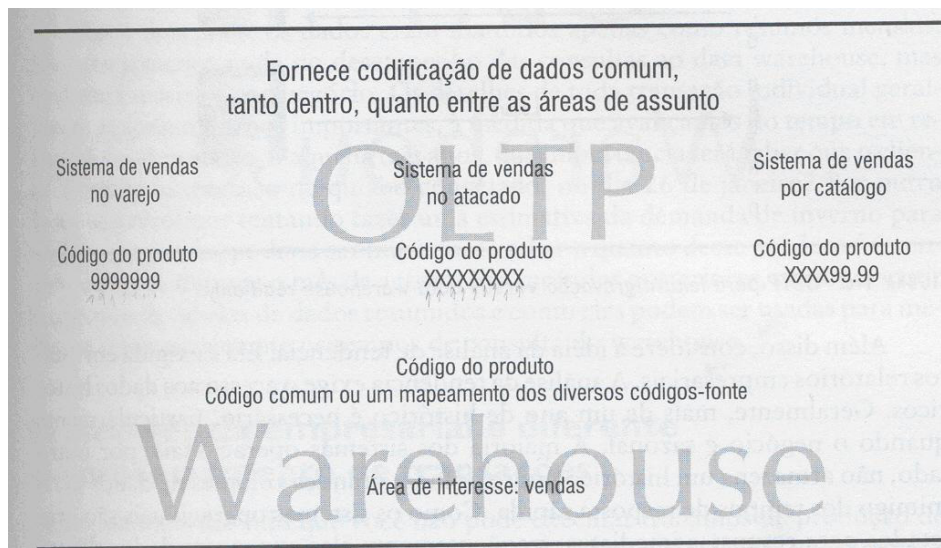 Fornece codificação de dados comum,
tanto dentro, quanto entre as áreas de assunto
OLTP
Sistema de vendas
no varejo
Sistema de vendas
no atacado
Sistema de vendas
por catálogo
Código do produto
9999999
Código do produto
XXXXXXXXX
Código do produto
XXXX99.99
Código do produto
Código comum ou um mapeamento dos diversos códigos-fonte
Warehouse
Área de interesse: vendas